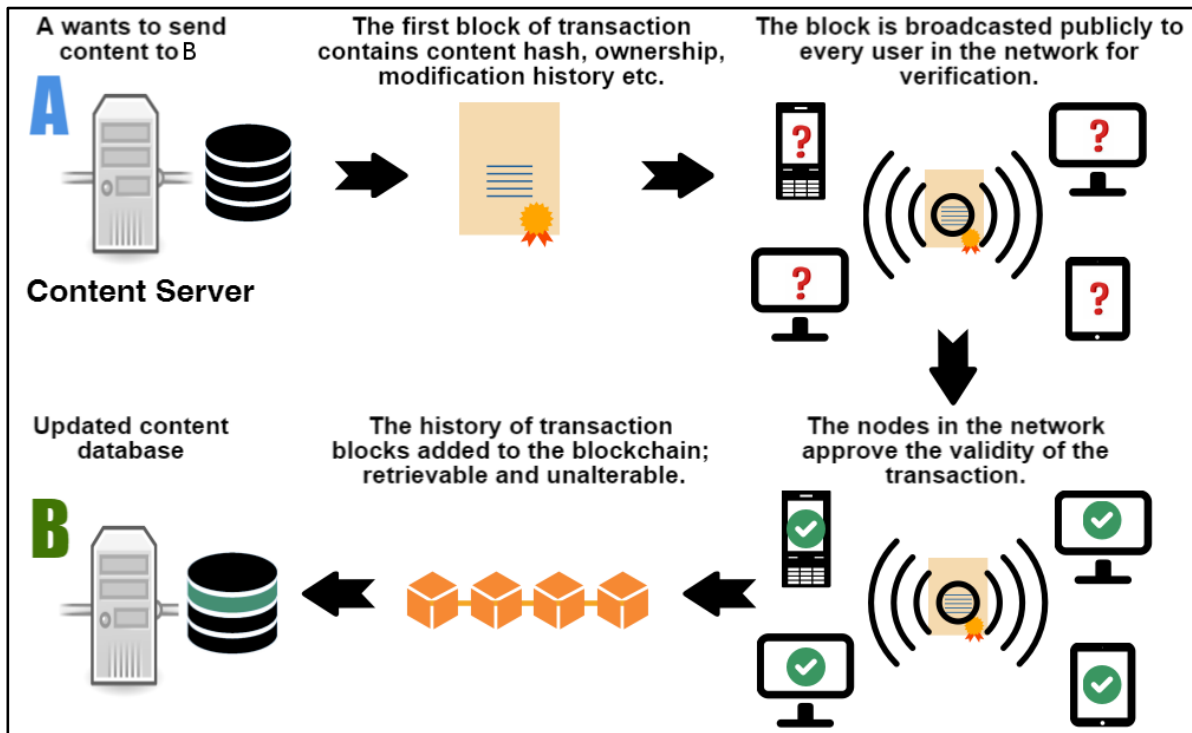 A wants to send
content to B
A
Content Server
The first block of transaction
contains content hash, ownership,
modification history etc.
The block is broadcasted publicly to
every user in the network for
verification.
?
?
?
?
The nodes in the network
approve the validity of the
transaction.
The history of transaction
blocks added to the blockchain;
retrievable and unalterable.
Updated content
database
B